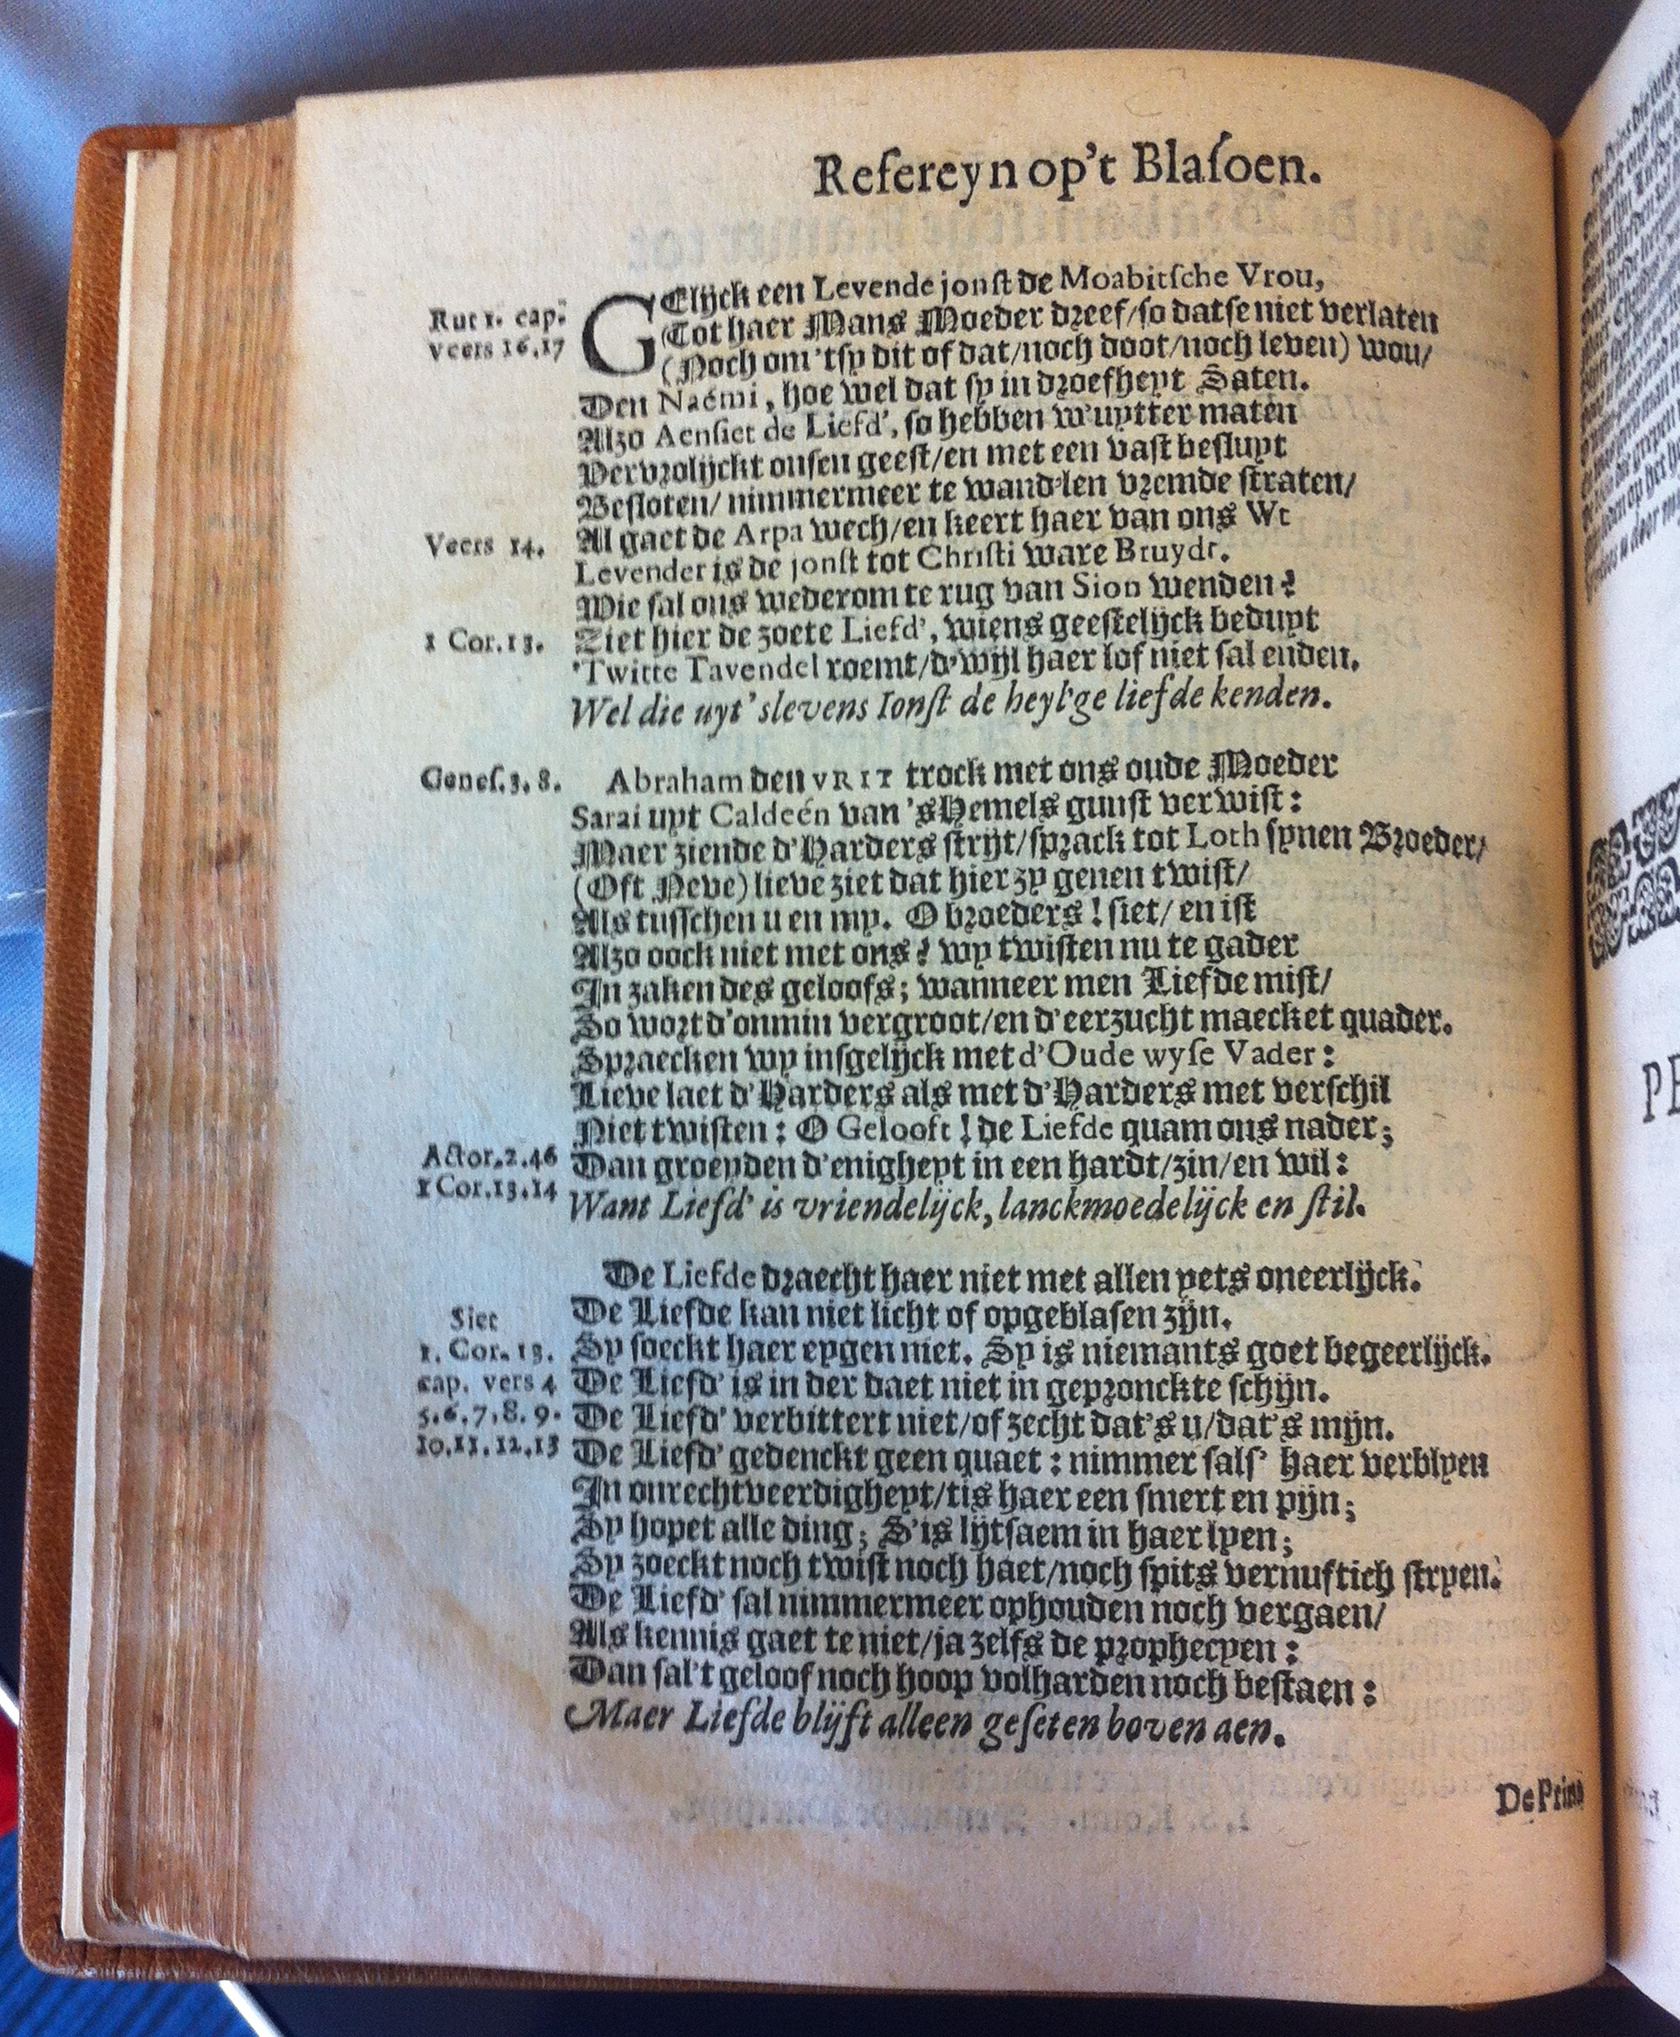 Refereyn op't Blaſoen.
Rut 1. cap.
veers 16.17
GElijck een Levende jonſt de Moabitſche Vrou,
Tot haer Mans Moeder dreef/ſo datſe niet verlaten
(Noch om 'tſy dit of dat/noch doot/noch leven) wou/
Den Naémi, hoe wel dat ſy in droefheyt Saten.
Alzo Aenſiet de Liefd', ſo hebben w'uytter maten
Vervrolijckt onſen geeſt/en met een vaſt beſluyt
Beſloten/ nimmermeer te wand'len vremde ſtraten/
Veers 14.
Al gaet de Arpa wech/en keert haer van ons Wt
Levender is de jonſt tot Chriſti ware Bruydt.
Wie ſal ons wederom te rug van Sion wenden?
1 Cor.13.
Ziet hier de zoete Liefd', wiens geeſtelijck beduyt
'Twitte Tavendel roemt/d'wijl haer lof niet ſal enden.
Wel die uyt'slevens Ionſt de heyl'ge liefde kenden.
Geneſ.3.8.
Abraham den VRIT trock met ons oude Moeder
Sarai uyt Caldeén van 'sHemels gunſt verwiſt:
Maer ziende d'Harders ſtrijt/ſprack tot Loth ſynen Broeder/
(Oft Neve) lieve ziet dat hier zy genen twiſt/
Als tuſſchen u en my. O broeders! ſiet/ en iſt
Alzo oock niet met ons? wy twiſten nu te gader
In zaken des geloofs; wanneer men Liefde miſt/
So wort d'onmin vergroot/en d'eerzucht maecket quader.
Spraecken wy inſgelijck met d'Oude wyſe Vader:
Lieve laet d'Harders als met d'Harders met verſchil
Niet twiſten: O Gelooft! de Liefde quam ons nader;
Actor.2.46
Dan groeyden d'enigheyt in een hardt/zin/en wil:
1 Cor.13.14
Want Liefd' is vriendelijck, lanckmoedelijck en ſtil.
De Liefde draecht haer niet met allen yets oneerlijck.
Siet
De Liefde kan niet licht of opgeblaſen zijn.
1. Cor. 13.
Sy ſoeckt haer eygen niet. Sy is niemants goet begeerlijck.
cap. vers 4
De Liefd' is in der daet niet in gepronckte ſchijn.
5.6.7.8.9.
De Liefd' verbittert niet/of zecht dat's u/dat's mijn.
10.11.12.13
De Liefd' gedenckt geen quaet: nimmer ſalſ' haer verblyen
In onrechtveerdigheyt/tis haer een ſmert en pijn;
Sy hopet alle ding; S'is lijtſaem in haer lyen;
Sy zoeckt noch twiſt noch haet/noch ſpits vernuftich ſtryen.
De Liefd' ſal nimmermeer ophouden noch vergaen/
Als kennis gaet te niet/ja zelfs de prophecyen:
Dan ſal't geloof noch hoop volharden noch beſtaen:
Maer Liefde blijft alleen geſeten boven aen.
De Prins